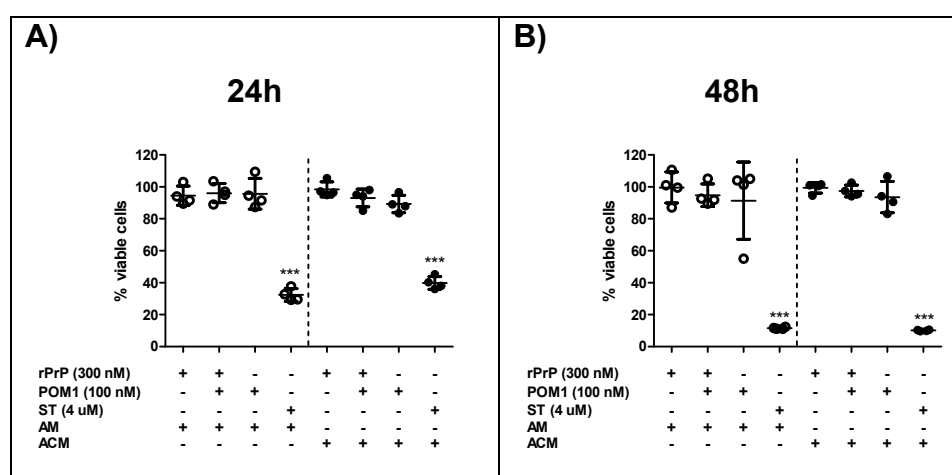 A)
24h
120
100
80
60
40
20
0
% viable cells
***
***
rPrP (300 nM) + + - - + + - -
POM1 (100 nM) - + + - - + + -
ST (4 uM) - - - + - - - +
AM + + + + - - - -
ACM - - - - + + + +
B)
48h
120
100
80
60
40
20
0
% viable cells
***
***
rPrP (300 nM) + + - - + + - -
POM1 (100 nM) - + + - - + + -
ST (4 uM) - - - + - - - +
AM + + + + - - - -
ACM - - - - + + + +